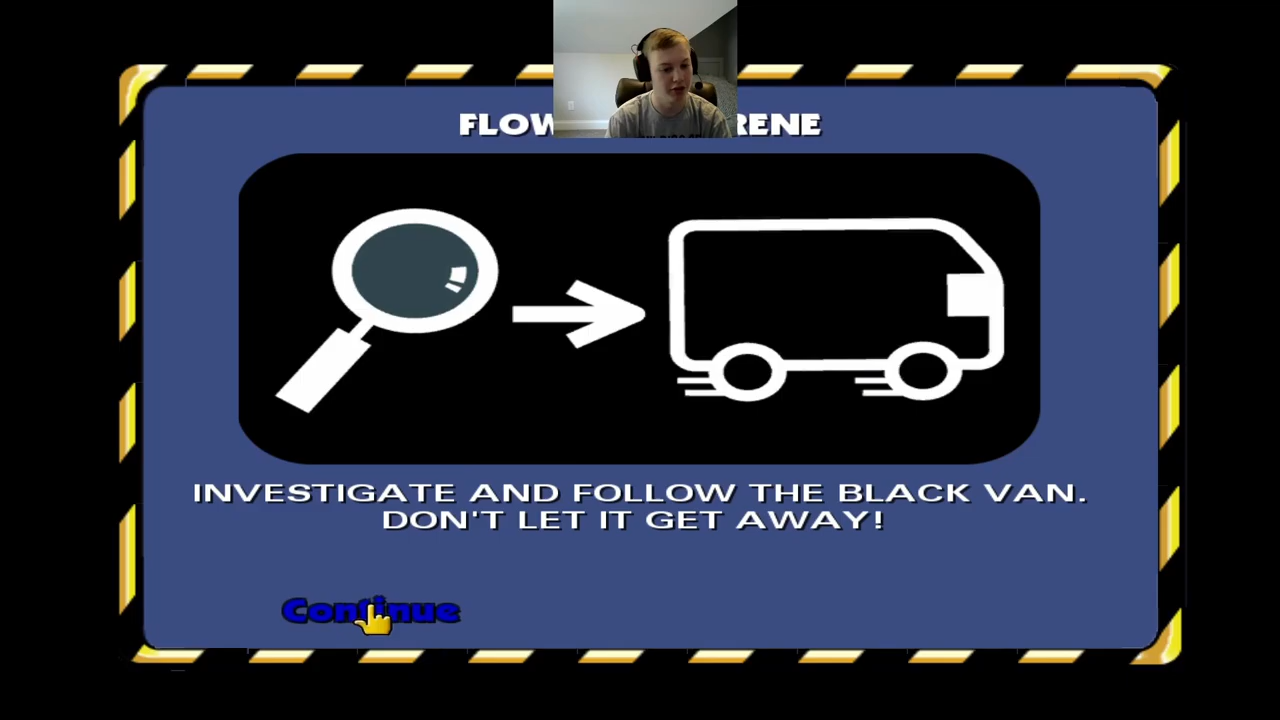 FLOW RENE
INVESTIGATE AND FOLLOW THE BLACK VAN.
DON'T LET IT GET AWAY!
Continue